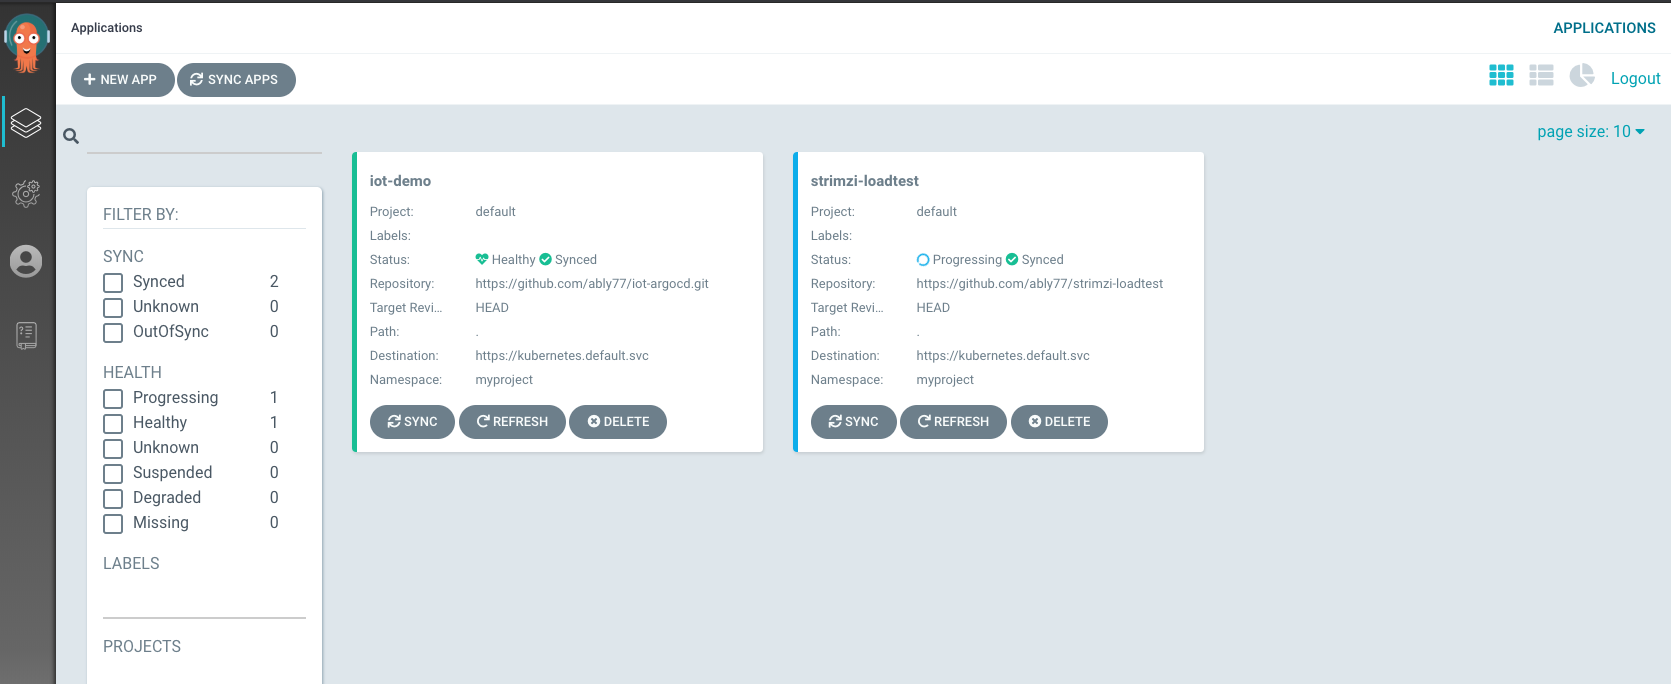 Applications
APPLICATIONS
NEW APP
SYNC APPS
Logout
page size: 10
FILTER BY:
SYNC
Synced 2
Unknown 0
OutOfSync 0
HEALTH
Progressing 1
Healthy 1
Unknown 0
Suspended 0
Degraded 0
Missing 0
LABELS
PROJECTS
iot-demo
Project: default
Labels:
Status: Healthy Synced
Repository: https://github.com/ably77/iot-argocd.git
Target Revi... HEAD
Path: .
Destination: https://kubernetes.default.svc
Namespace: myproject
SYNC REFRESH DELETE
strimzi-loadtest
Project: default
Labels:
Status: Progressing Synced
Repository: https://github.com/ably77/strimzi-loadtest
Target Revi... HEAD
Path: .
Destination: https://kubernetes.default.svc
Namespace: myproject
SYNC REFRESH DELETE